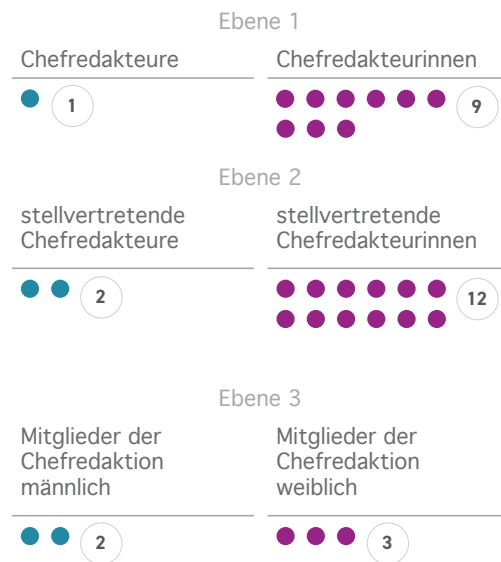 Ebene 1
Chefredakteure
Chefredakteurinnen
1
9
Ebene 2
stellvertretende
Chefredakteure
stellvertretende
Chefredakteurinnen
2
12
Ebene 3
Mitglieder der
Chefredaktion
männlich
Mitglieder der
Chefredaktion
weiblich
2
3